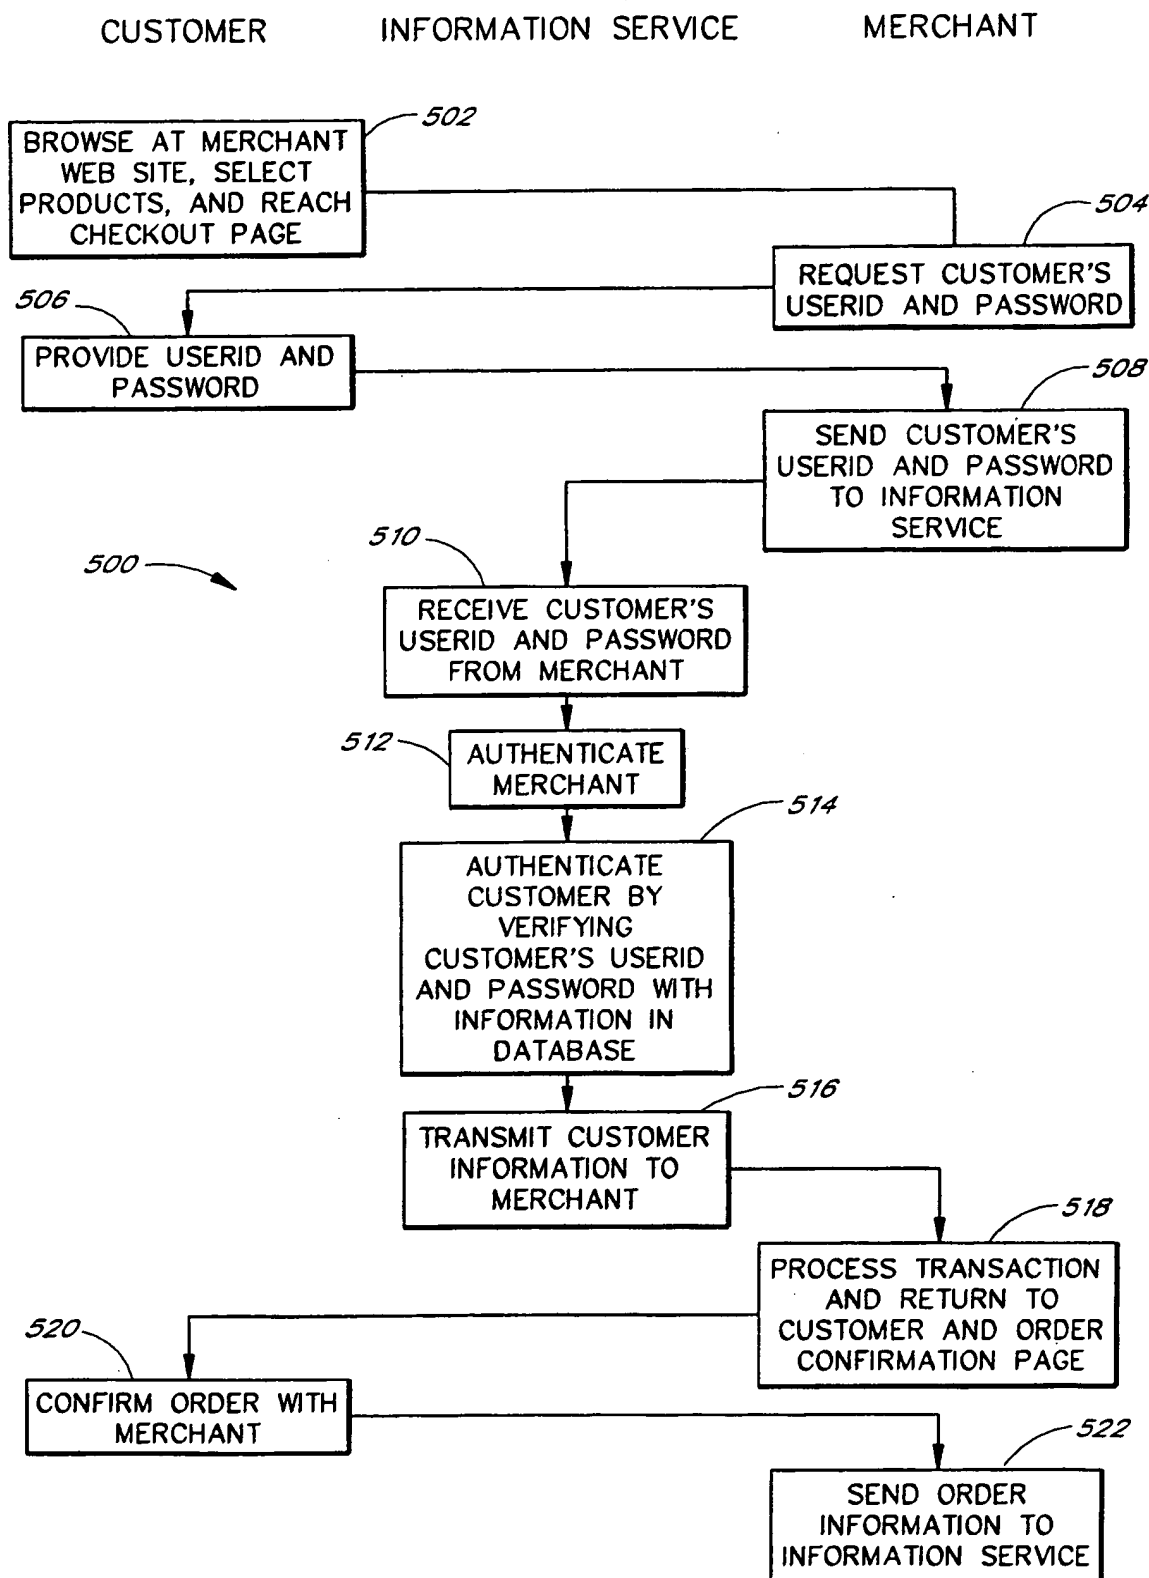 CUSTOMER INFORMATION SERVICE MERCHANT
502
BROWSE AT MERCHANT
WEB SITE, SELECT
PRODUCTS, AND REACH
CHECKOUT PAGE
504
REQUEST CUSTOMER'S
USERID AND PASSWORD
506
PROVIDE USERID AND
PASSWORD
508
SEND CUSTOMER'S
USERID AND PASSWORD
TO INFORMATION
SERVICE
500
510
RECEIVE CUSTOMER'S
USERID AND PASSWORD
FROM MERCHANT
512
AUTHENTICATE
MERCHANT
514
AUTHENTICATE
CUSTOMER BY
VERIFYING
CUSTOMER'S USERID
AND PASSWORD WITH
INFORMATION IN
DATABASE
516
TRANSMIT CUSTOMER
INFORMATION TO
MERCHANT
518
PROCESS TRANSACTION
AND RETURN TO
CUSTOMER AND ORDER
CONFIRMATION PAGE
520
CONFIRM ORDER WITH
MERCHANT
522
SEND ORDER
INFORMATION TO
INFORMATION SERVICE